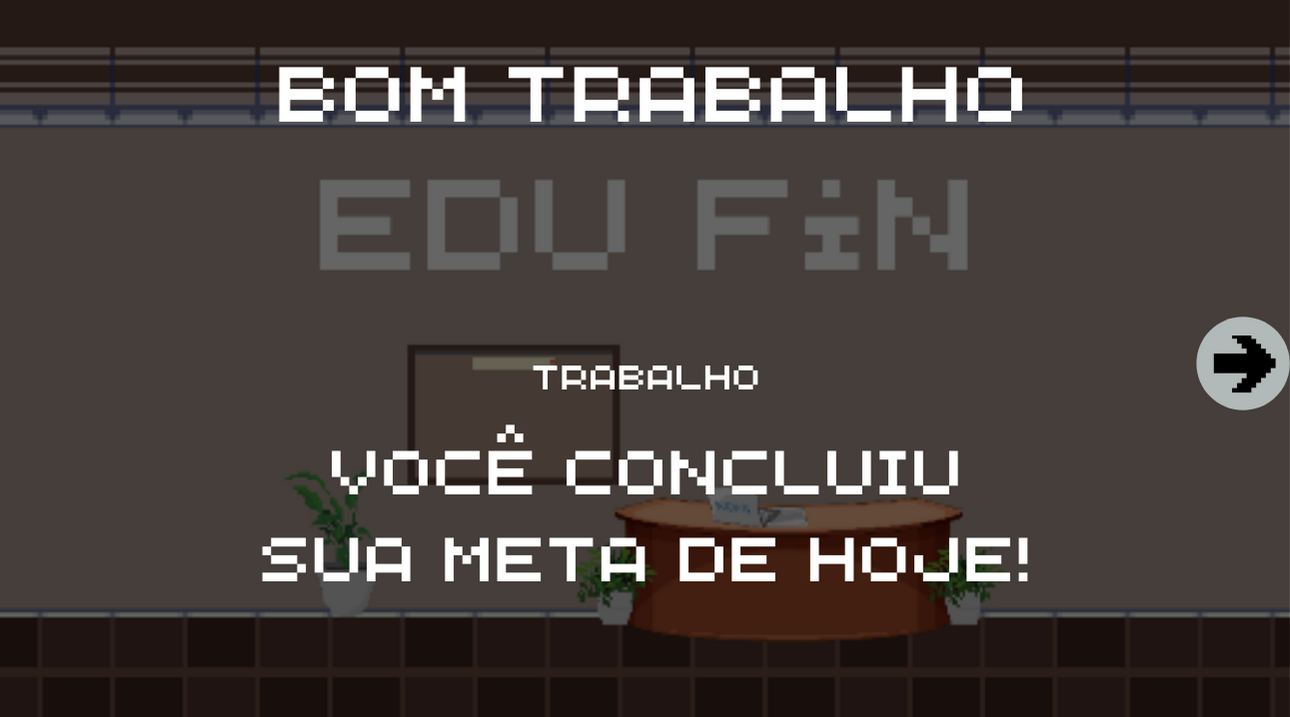 BOM TRABALHO
EDU FiN
TRABALHO
VOCÊ CONCLUIU
SUA META DE HOJE!